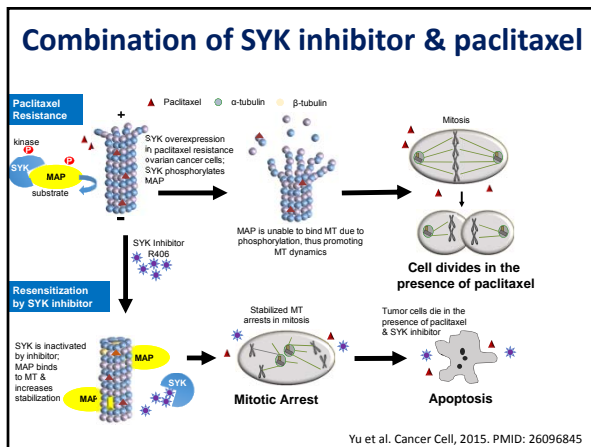 Combination of SYK inhibitor & paclitaxel
Paclitaxel
Resistance
Paclitaxel
α-tubulin
β-tubulin
+
kinase
P
SYK
P
MAP
substrate
SYK overexpression
in paclitaxel resistance
ovarian cancer cells;
SYK phosphorylates
MAP
MAP is unable to bind MT due to
phosphorylation, thus promoting
MT dynamics
Mitosis
Cell divides in the
presence of paclitaxel
–
SYK Inhibitor
R406
Resensitization
by SYK inhibitor
SYK is inactivated
by inhibitor;
MAP binds
to MT &
increases
stabilization
MAP
MAP
SYK
Stabilized MT
arrests in mitosis
Mitotic Arrest
Tumor cells die in the
presence of paclitaxel
& SYK inhibitor
Apoptosis
Yu et al. Cancer Cell, 2015. PMID: 26096845